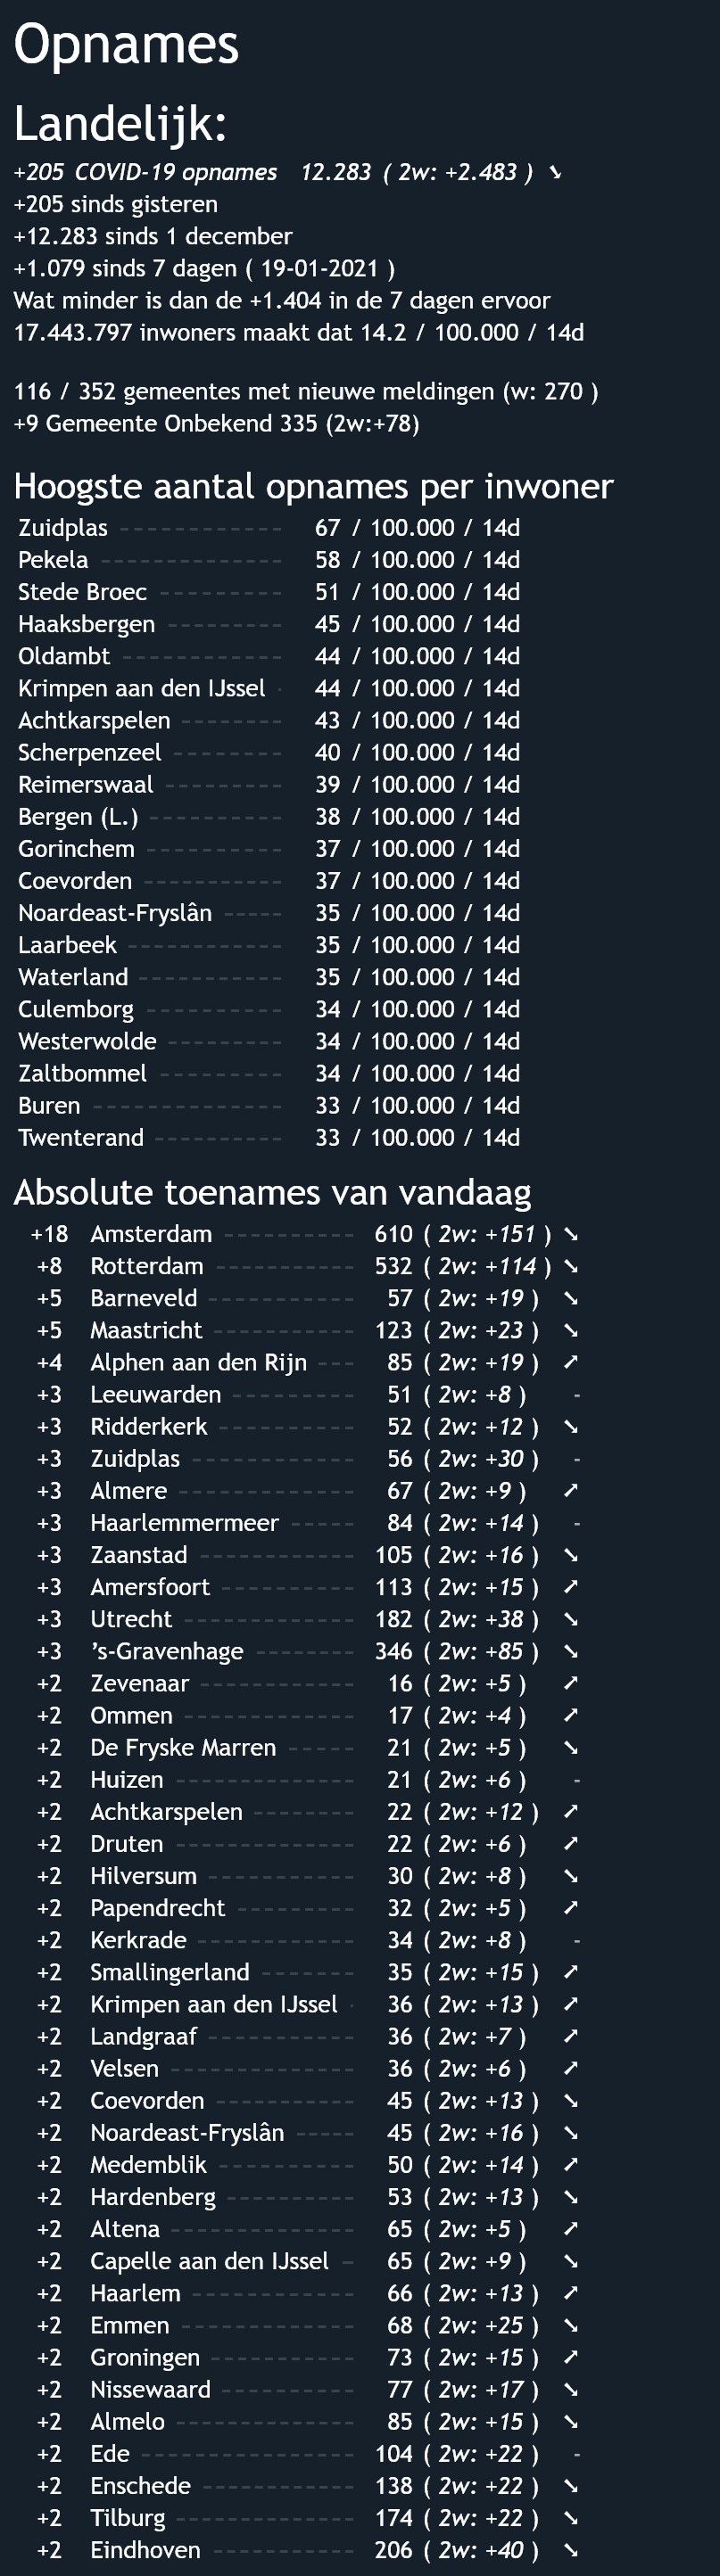 Opnames
Landelijk:
+205 COVID-19 opnames 12.283 ( 2w: +2.483 ) ➘
+205 sinds gisteren
+12.283 sinds 1 december
+1.079 sinds 7 dagen ( 19-01-2021 )
Wat minder is dan de +1.404 in de 7 dagen ervoor
17.443.797 inwoners maakt dat 14.2 / 100.000 / 14d
116 / 352 gemeentes met nieuwe meldingen (w: 270 )
+9 Gemeente Onbekend 335 (2w:+78)
Hoogste aantal opnames per inwoner
Zuidplas ------------ 67 / 100.000 / 14d
Pekela -------------- 58 / 100.000 / 14d
Stede Broec --------- 51 / 100.000 / 14d
Haaksbergen --------- 45 / 100.000 / 14d
Oldambt ------------ 44 / 100.000 / 14d
Krimpen aan den IJssel - 44 / 100.000 / 14d
Achtkarspelen -------- 43 / 100.000 / 14d
Scherpenzeel -------- 40 / 100.000 / 14d
Reimerswaal --------- 39 / 100.000 / 14d
Bergen (L.) ---------- 38 / 100.000 / 14d
Gorinchem ---------- 37 / 100.000 / 14d
Coevorden ---------- 37 / 100.000 / 14d
Noardeast-Fryslân ----- 35 / 100.000 / 14d
Laarbeek ------------ 35 / 100.000 / 14d
Waterland ----------- 35 / 100.000 / 14d
Culemborg ---------- 34 / 100.000 / 14d
Westerwolde --------- 34 / 100.000 / 14d
Zaltbommel --------- 34 / 100.000 / 14d
Buren -------------- 33 / 100.000 / 14d
Twenterand ---------- 33 / 100.000 / 14d
Absolute toenames van vandaag
+18 Amsterdam ---------- 610 ( 2w: +151 ) ➘
+8 Rotterdam ----------- 532 ( 2w: +114 ) ➘
+5 Barneveld ----------- 57 ( 2w: +19 ) ➘
+5 Maastricht ----------- 123 ( 2w: +23 ) ➘
+4 Alphen aan den Rijn --- 85 ( 2w: +19 ) ➚
+3 Leeuwarden --------- 51 ( 2w: +8 ) -
+3 Ridderkerk ---------- 52 ( 2w: +12 ) ➘
+3 Zuidplas ------------ 56 ( 2w: +30 ) -
+3 Almere ------------- 67 ( 2w: +9 ) ➚
+3 Haarlemmermeer ----- 84 ( 2w: +14 ) -
+3 Zaanstad ------------ 105 ( 2w: +16 ) ➘
+3 Amersfoort ---------- 113 ( 2w: +15 ) ➚
+3 Utrecht ------------- 182 ( 2w: +38 ) ➘
+3 ’s-Gravenhage -------- 346 ( 2w: +85 ) ➘
+2 Zevenaar ------------ 16 ( 2w: +5 ) ➚
+2 Ommen ------------- 17 ( 2w: +4 ) ➚
+2 De Fryske Marren ----- 21 ( 2w: +5 ) ➘
+2 Huizen -------------- 21 ( 2w: +6 ) -
+2 Achtkarspelen -------- 22 ( 2w: +12 ) ➚
+2 Druten -------------- 22 ( 2w: +6 ) ➚
+2 Hilversum ----------- 30 ( 2w: +8 ) ➘
+2 Papendrecht --------- 32 ( 2w: +5 ) ➚
+2 Kerkrade ------------ 34 ( 2w: +8 ) -
+2 Smallingerland ------- 35 ( 2w: +15 ) ➚
+2 Krimpen aan den IJssel - 36 ( 2w: +13 ) ➚
+2 Landgraaf ----------- 36 ( 2w: +7 ) ➚
+2 Velsen -------------- 36 ( 2w: +6 ) ➚
+2 Coevorden ---------- 45 ( 2w: +13 ) ➘
+2 Noardeast-Fryslân ----- 45 ( 2w: +16 ) ➘
+2 Medemblik ---------- 50 ( 2w: +14 ) ➚
+2 Hardenberg ---------- 53 ( 2w: +13 ) ➘
+2 Altena -------------- 65 ( 2w: +5 ) ➚
+2 Capelle aan den IJssel - 65 ( 2w: +9 ) ➘
+2 Haarlem ------------ 66 ( 2w: +13 ) ➚
+2 Emmen ------------- 68 ( 2w: +25 ) ➘
+2 Groningen ----------- 73 ( 2w: +15 ) ➚
+2 Nissewaard ---------- 77 ( 2w: +17 ) ➘
+2 Almelo -------------- 85 ( 2w: +15 ) ➘
+2 Ede ---------------- 104 ( 2w: +22 ) -
+2 Enschede ------------ 138 ( 2w: +22 ) ➘
+2 Tilburg -------------- 174 ( 2w: +22 ) ➘
+2 Eindhoven ----------- 206 ( 2w: +40 ) ➘